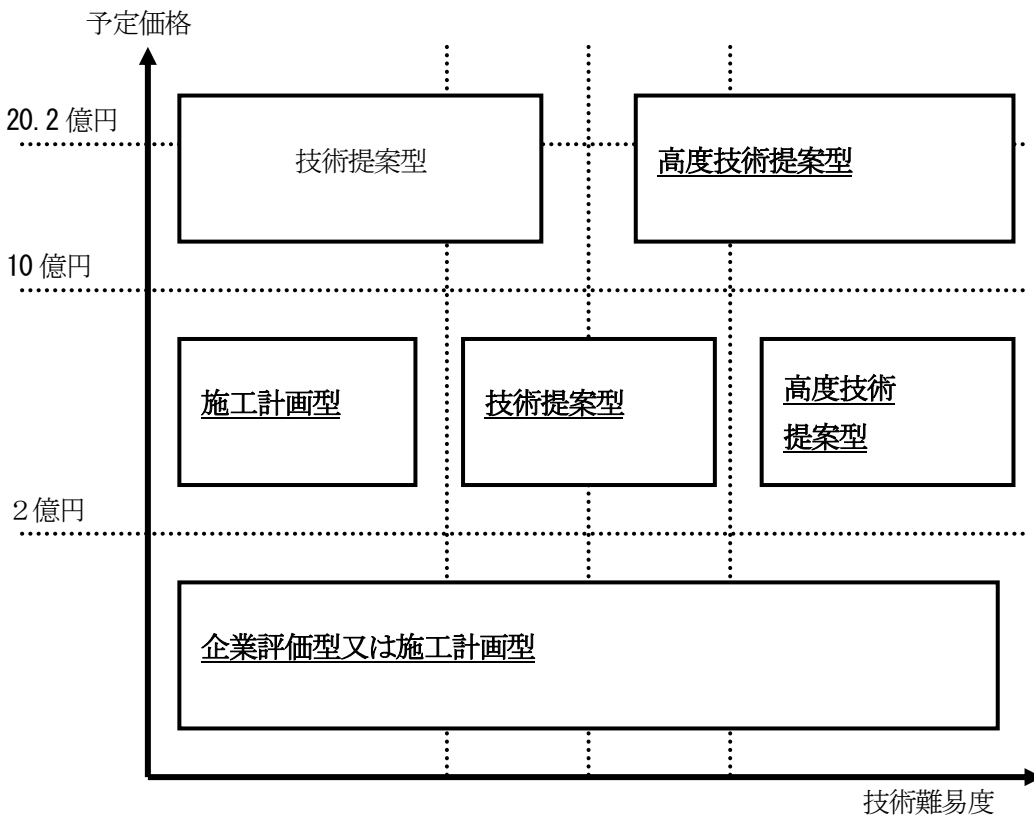 予定価格
20.2億円
技術提案型
高度技術提案型
10億円
施工計画型
技術提案型
高度技術
提案型
２億円
企業評価型又は施工計画型
技術難易度